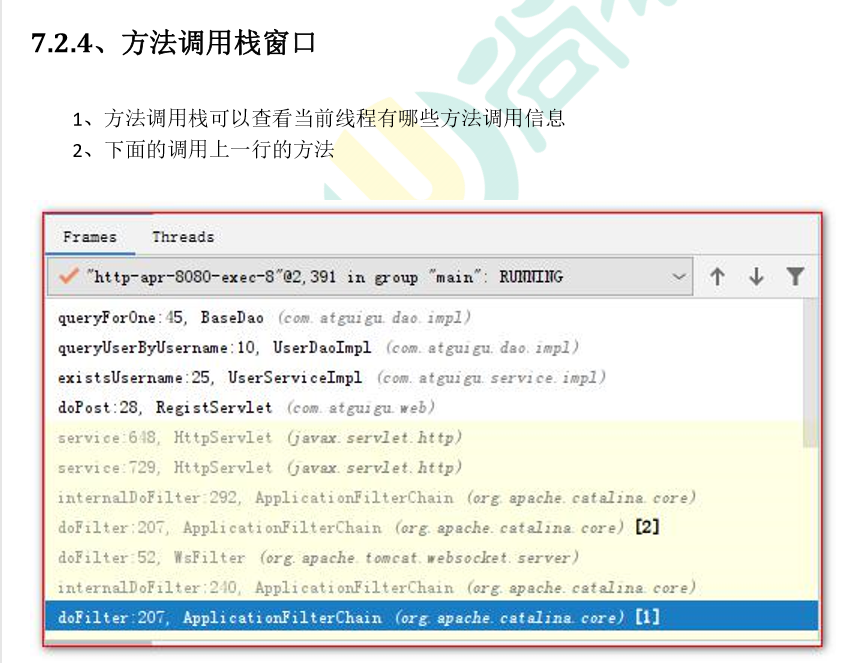 7.2.4、方法调用栈窗口
1、方法调用栈可以查看当前线程有哪些方法调用信息
2、下面的调用上一行的方法
Frames Threads
"http-apr-8080-exec-8"@2,391 in group "main": RUNNING
queryForOne:45, BaseDao (com.atguigu.dao.impl)
queryUserByUsername:10, UserDaoImpl (com.atguigu.dao.impl)
existsUsername:25, UserServiceImpl (com.atguigu.service.impl)
doPost:28, RegistServlet (com.atguigu.web)
service:648, HttpServlet (javax.servlet.http)
service:729, HttpServlet (javax.servlet.http)
internalDoFilter:292, ApplicationFilterChain (org.apache.catalina.core)
doFilter:207, ApplicationFilterChain (org.apache.catalina.core) [2]
doFilter:52, WsFilter (org.apache.tomcat.websocket.server)
internalDoFilter:240, ApplicationFilterChain (org.apache.catalina.core)
doFilter:207, ApplicationFilterChain (org.apache.catalina.core) [1]